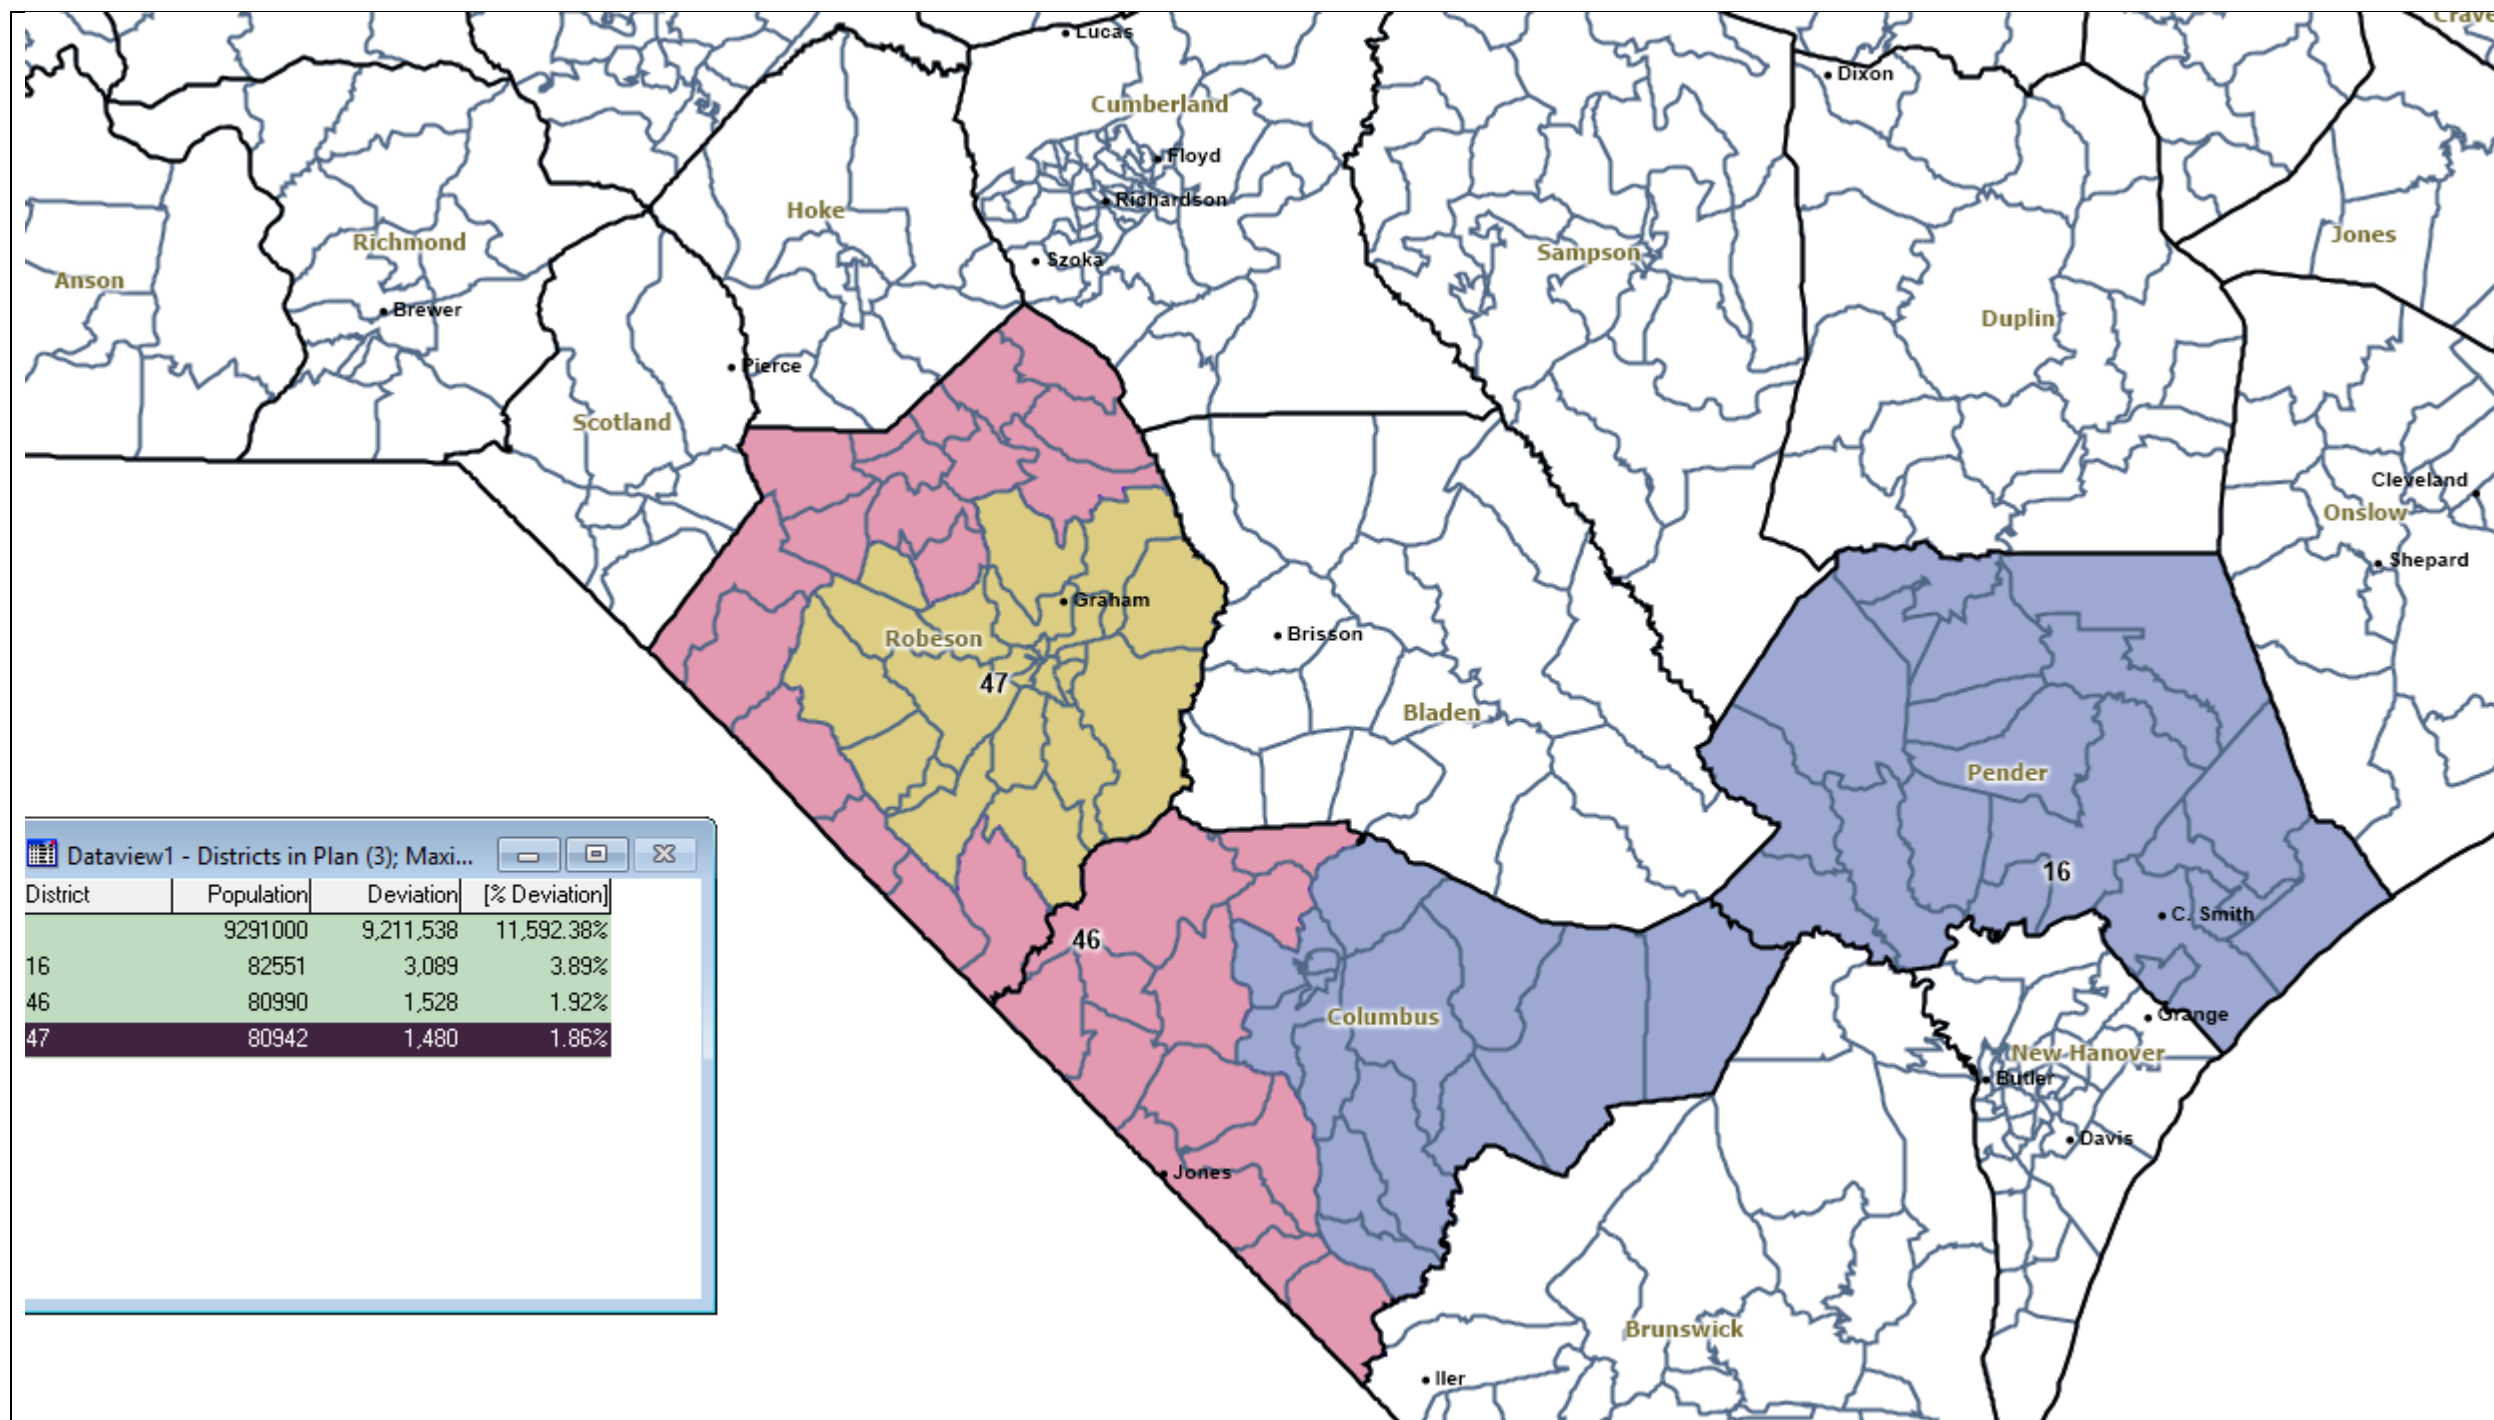 Crave
Lucas
Dixon
Cumberland
Floyd
Richardson
Hoke
Richmond
Jones
Sampson
Szoka
Anson
Brewer
Duplin
Pierce
Scotland
Cleveland
Onslow
Shepard
Graham
Robeson
Brisson
47
Bladen
Pender
16
C. Smith
46
Columbus
Grange
New Hanover
Butler
Davis
Jones
Brunswick
Iler
Dataview1 - Districts in Plan (3); Maxi...
District Population Deviation [% Deviation]
9291000 9,211,538 11,592.38%
16 82551 3,089 3.89%
46 80990 1,528 1.92%
47 80942 1,480 1.86%